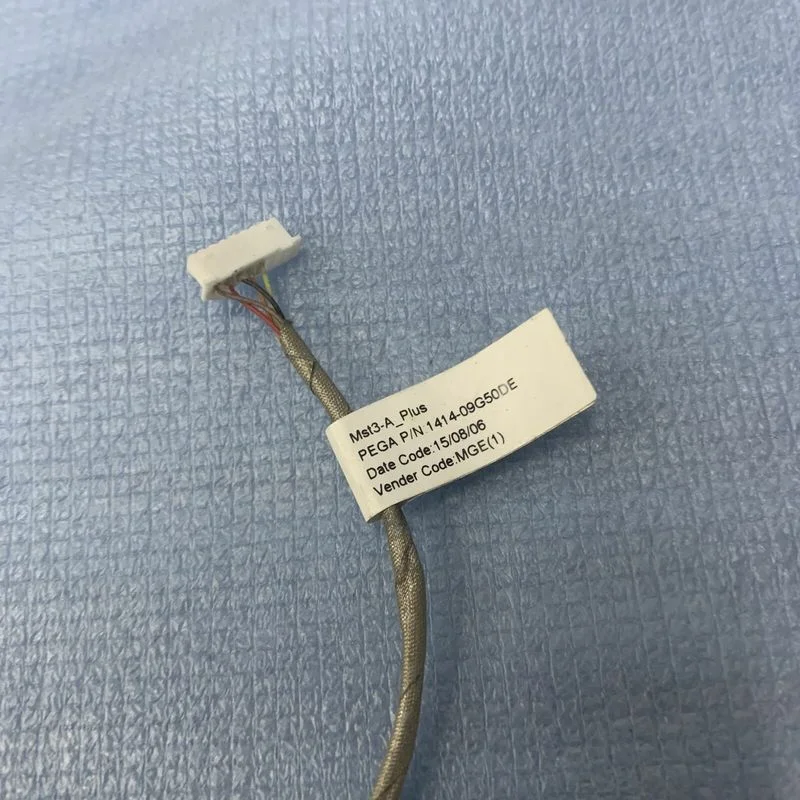 Mst3-A_Plus
PEGA P/N 1414-09G50DE
Date Code:15/08/06
Vender Code:MGE(1)